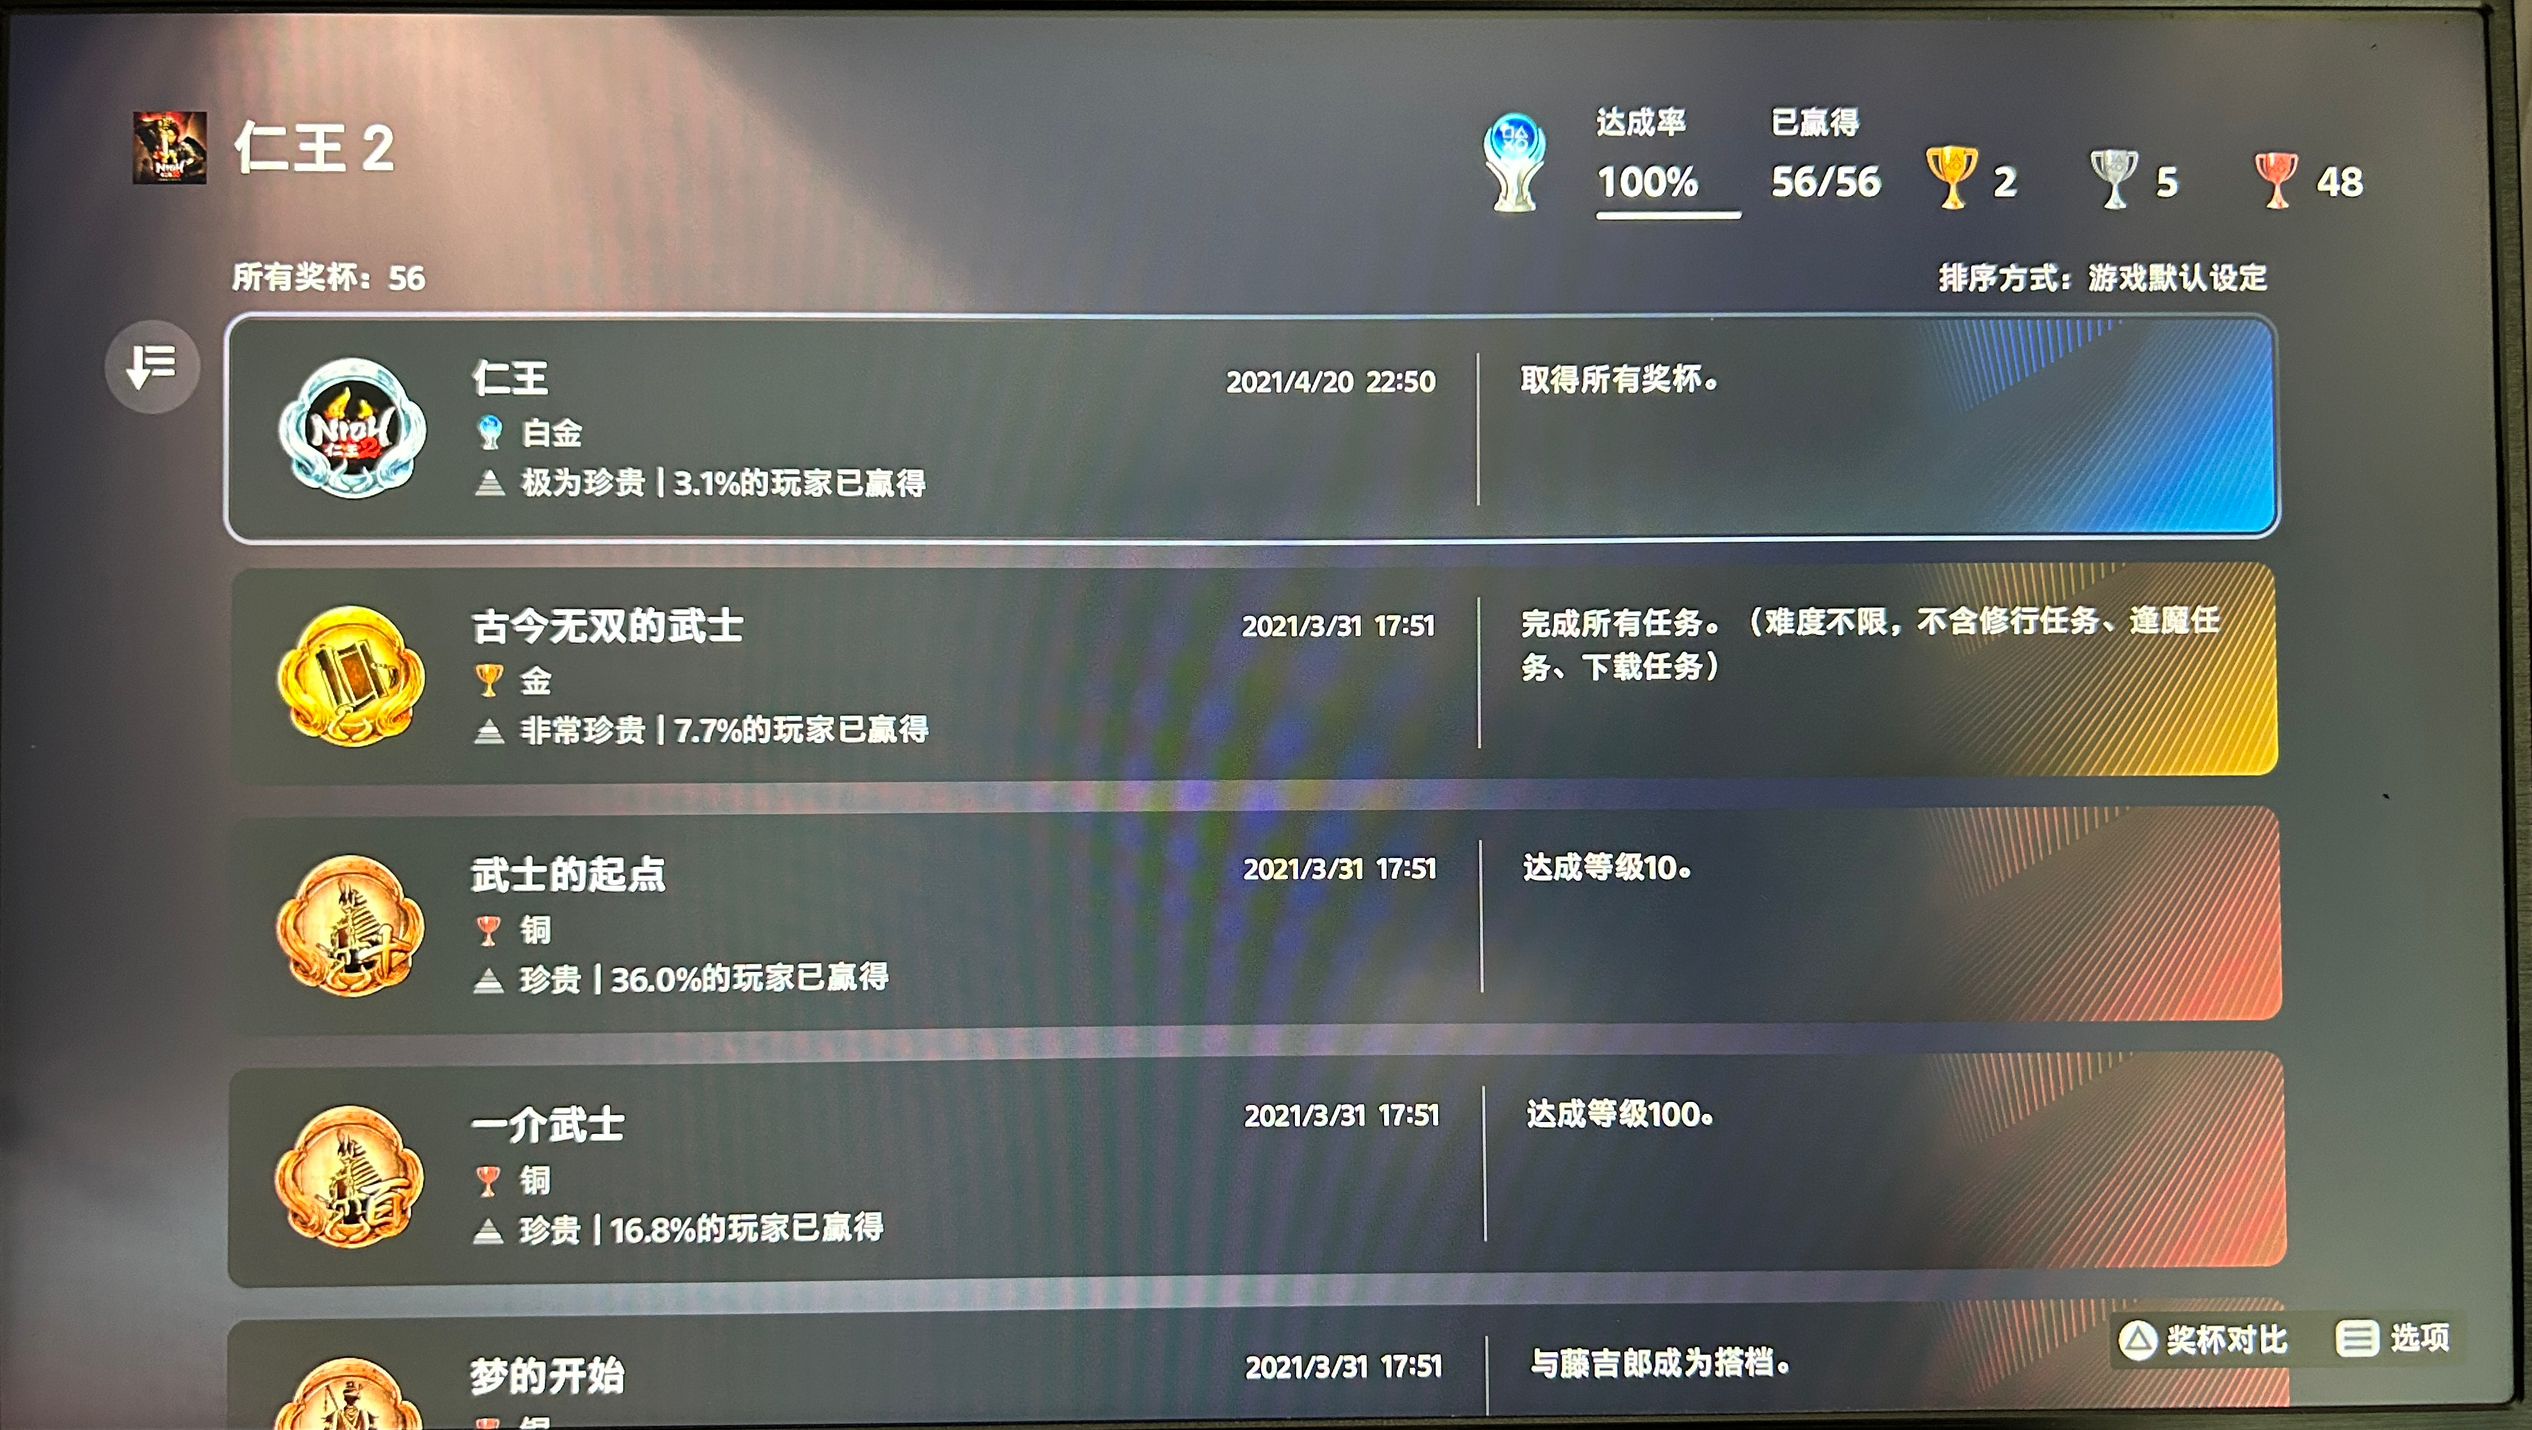 仁王 2
达成率
100%
已赢得
56/56
2
5
48
所有奖杯：56
排序方式：游戏默认设定
NIOH
仁王2
仁王
白金
极为珍贵 | 3.1%的玩家已赢得
2021/4/20 22:50
取得所有奖杯。
古今无双的武士
金
非常珍贵 | 7.7%的玩家已赢得
2021/3/31 17:51
完成所有任务。（难度不限，不含修行任务、逢魔任
务、下载任务）
十
武士的起点
铜
珍贵 | 36.0%的玩家已赢得
2021/3/31 17:51
达成等级10。
百
一介武士
铜
珍贵 | 16.8%的玩家已赢得
2021/3/31 17:51
达成等级100。
梦的开始
铜
2021/3/31 17:51
与藤吉郎成为搭档。
奖杯对比
选项